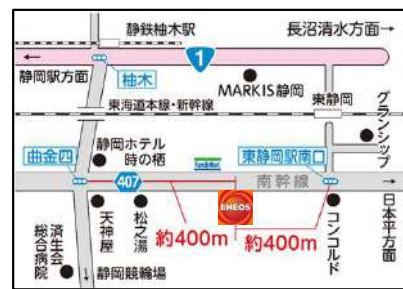 静鉄柚木駅
長沼清水方面→
1
静岡駅方面
柚木
MARKIS静岡
東海道本線・新幹線
東静岡
グランシップ
静岡ホテル
時の栖
曲金四
FamilyMart
東静岡駅南口
407
南幹線
ENEOS
約400m
約400m
天神屋
松之湯
コンコルド
日本平方面
済生会
総合病院
静岡競輪場